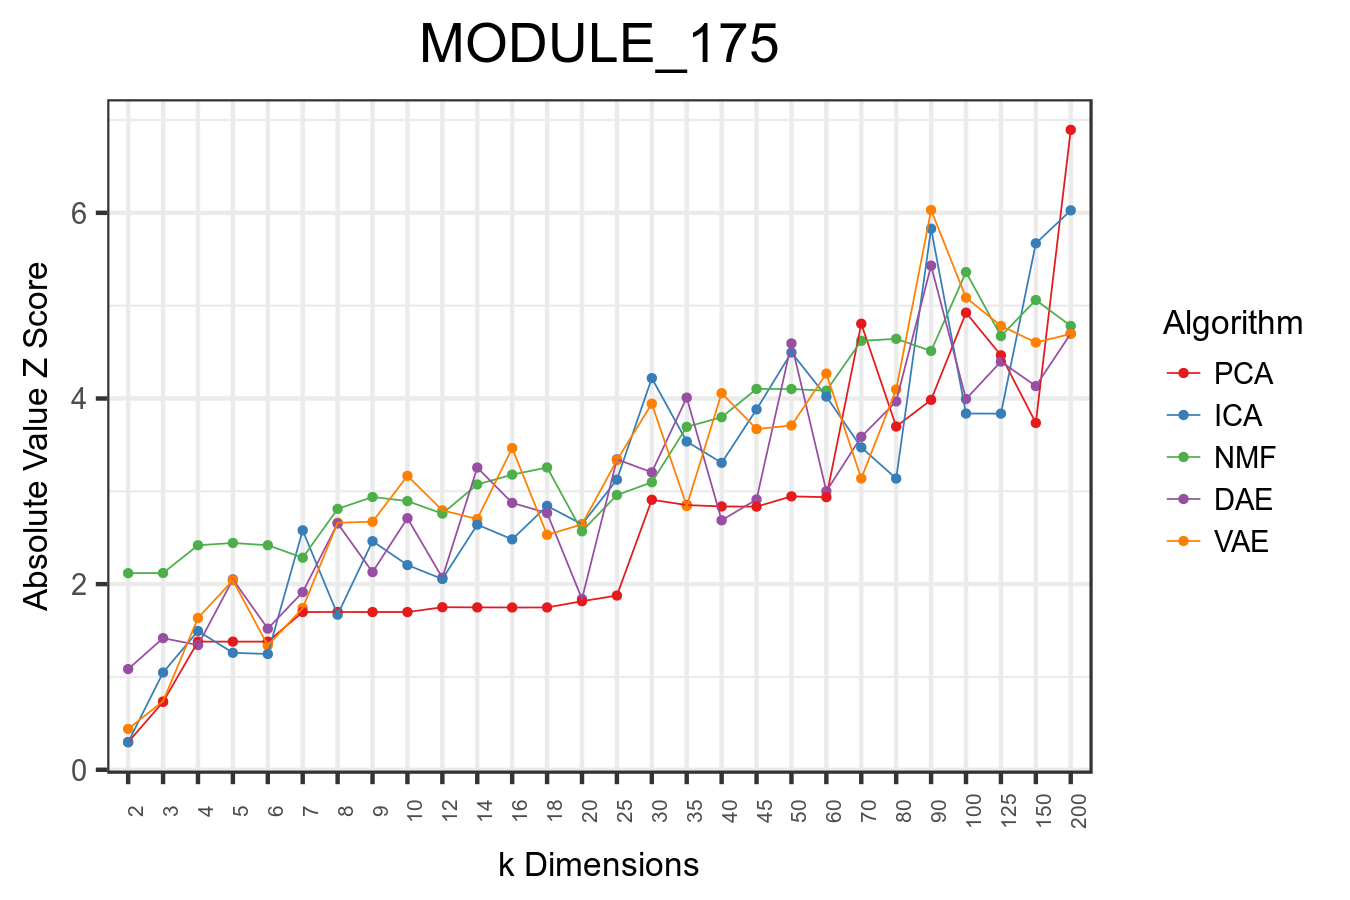 MODULE_175
Absolute Value Z Score
6
4
2
0
2 3 4 5 6 7 8 9 10 12 14 16 18 20 25 30 35 40 45 50 60 70 80 90 100 125 150 200
k Dimensions
Algorithm
PCA
ICA
NMF
DAE
VAE